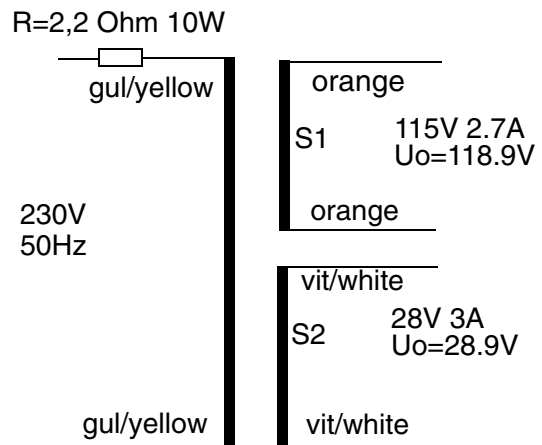 R=2,2 Ohm 10W
gul/yellow
orange
S1
115V 2.7A
Uo=118.9V
orange
230V
50Hz
vit/white
S2
28V 3A
Uo=28.9V
gul/yellow
vit/white